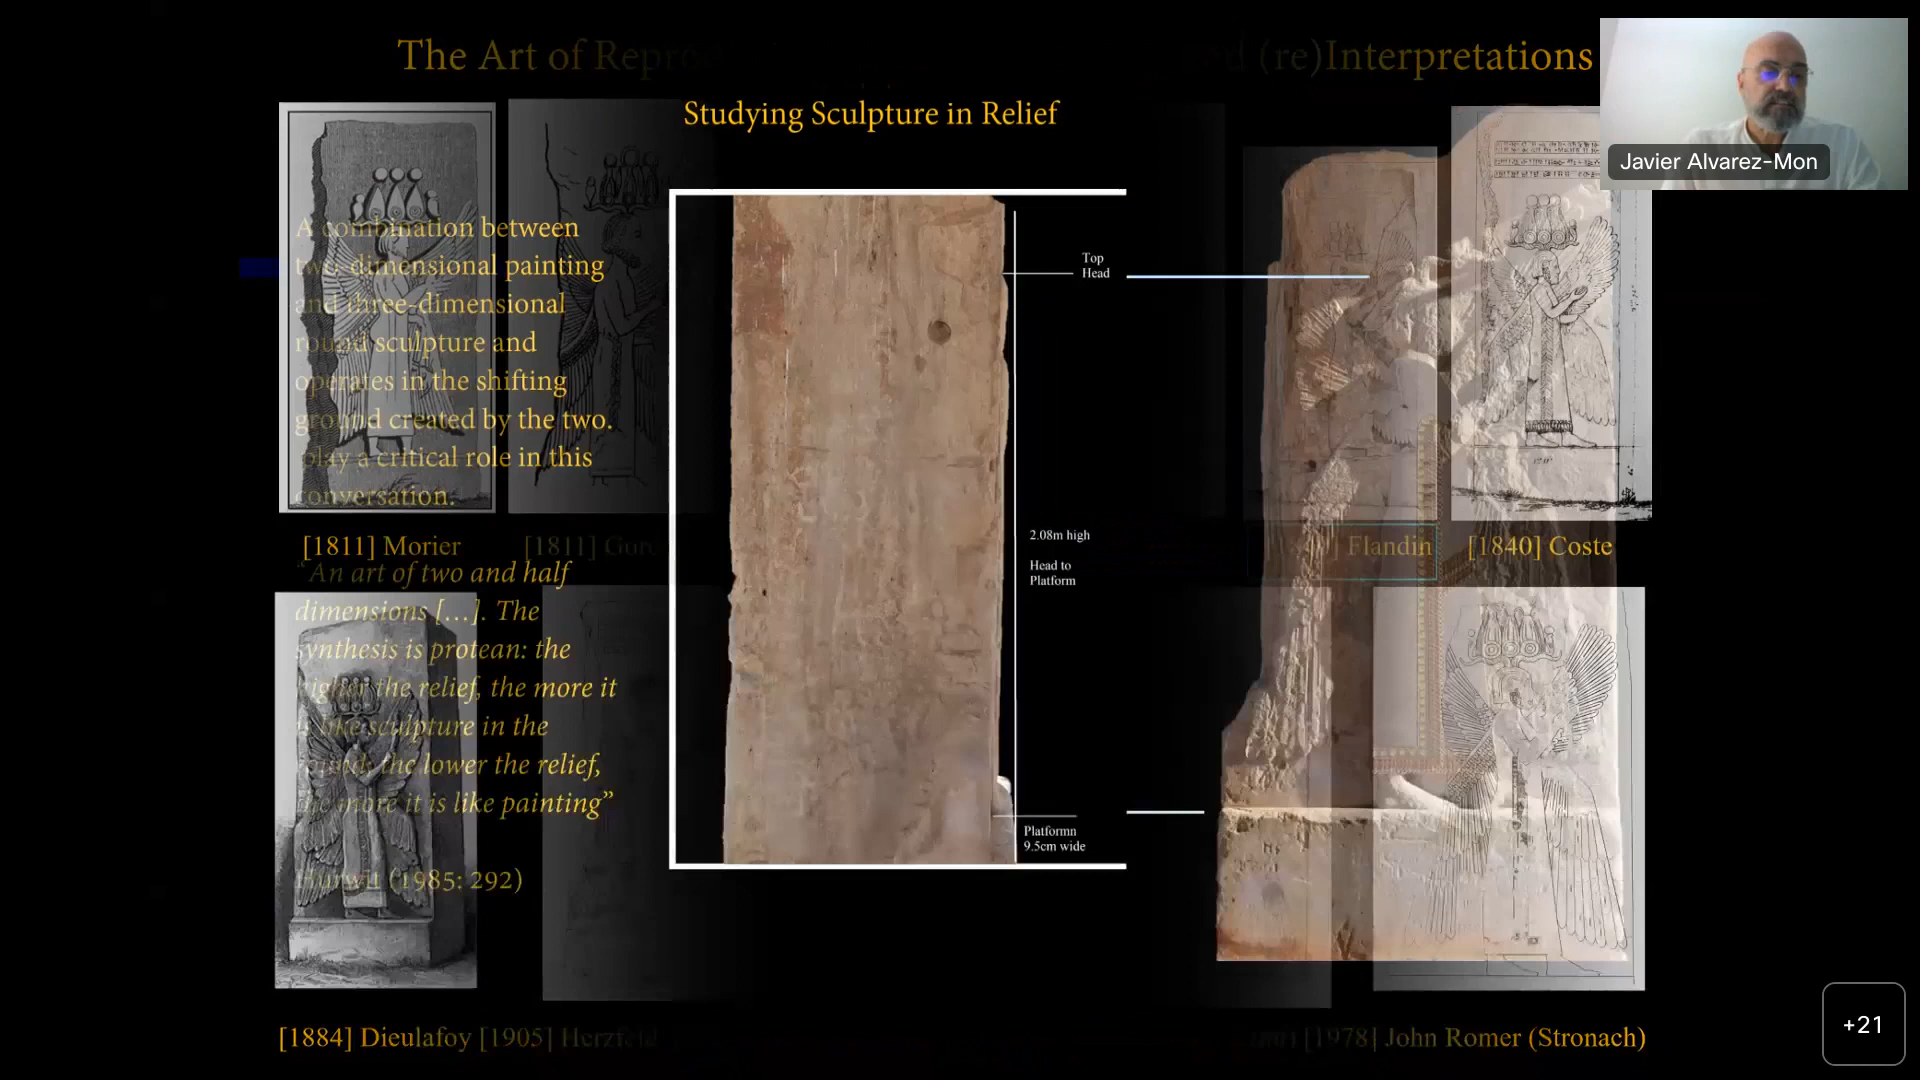 The Art of Repro
d (re)Interpretations
Studying Sculpture in Relief
Javier Alvarez-Mon
A combination between
two dimensional painting
and three-dimensional
round sculpture and
operates in the shifting
ground created by the two.
play a critical role in this
conversation.
Top
Head
2.08m high
Head to
Platform
Platformn
9.5cm wide
[1811] Morier
[1811]
] Flandin
[1840] Coste
“An art of two and half
dimensions […]. The
synthesis is protean: the
higher the relief, the more it
is like sculpture in the
round; the lower the relief,
the more it is like painting”
Hurwit (1985: 292)
[1884] Dieulafoy [1905] Herzfeld
[1978] John Romer (Stronach)
+21